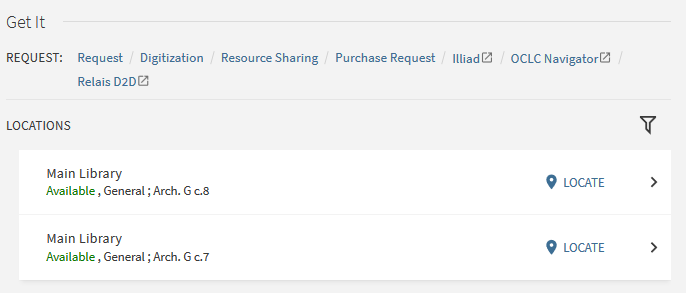 Get It
REQUEST: Request / Digitization / Resource Sharing / Purchase Request / Illiad / OCLC Navigator /
Relais D2D
LOCATIONS
Main Library
Available , General ; Arch. G c.8
LOCATE
Main Library
Available , General ; Arch. G c.7
LOCATE